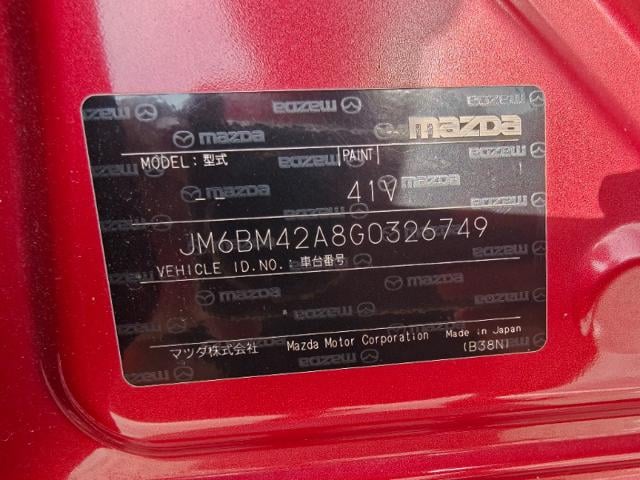 mazda
MODEL: 型式 PAINT
-- 41V
JM6BM42A8G0326749
VEHICLE ID.NO.: 車台番号
マツダ株式会社 Mazda Motor Corporation Made in Japan
(B38N)